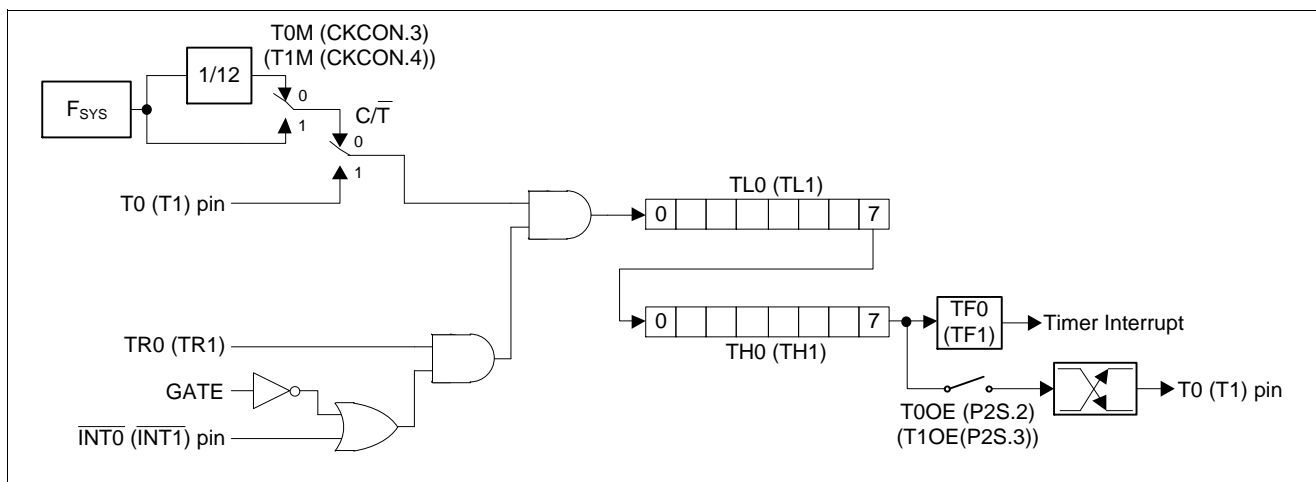 T0M (CKCON.3)
(T1M (CKCON.4))
1/12
FSYS
0
1
C/T̅
0
1
T0 (T1) pin
TL0 (TL1)
0 7
0 7
TH0 (TH1)
TF0
(TF1)
Timer Interrupt
TR0 (TR1)
GATE
I̅N̅T̅0̅ (I̅N̅T̅1̅) pin
T0OE (P2S.2)
(T1OE(P2S.3))
T0 (T1) pin